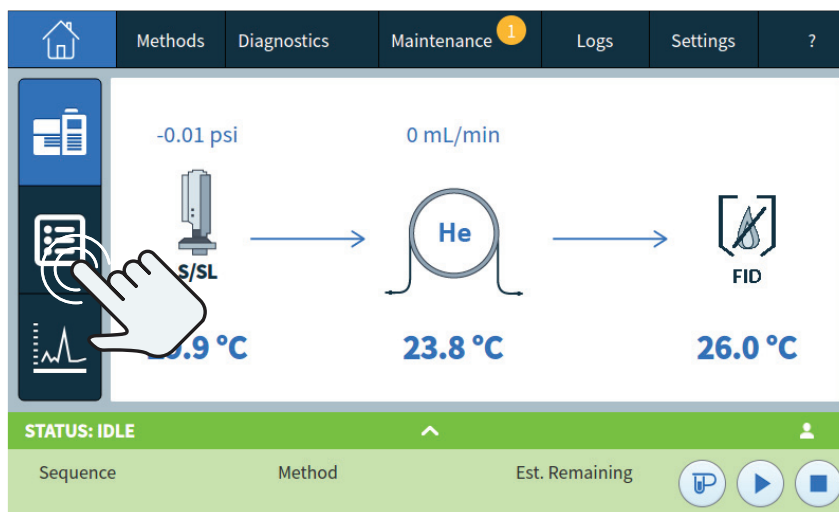 Methods Diagnostics Maintenance 1 Logs Settings ?
-0.01 psi 0 mL/min
He
S/SL
FID
.9 °C 23.8 °C 26.0 °C
STATUS: IDLE
Sequence Method Est. Remaining